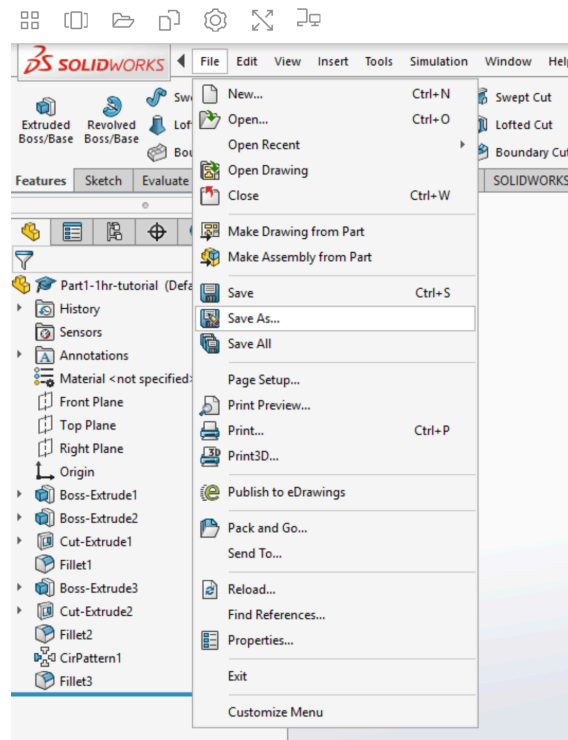 SOLIDWORKS File Edit View Insert Tools Simulation Window Hel
Extruded Boss/Base
Revolved Boss/Base
Sw
Lof
Bou
Swept Cut
Lofted Cut
Boundary Cut
Features Sketch Evaluate SOLIDWORKS
Part1-1hr-tutorial (Defa
History
Sensors
Annotations
Material <not specified>
Front Plane
Top Plane
Right Plane
Origin
Boss-Extrude1
Boss-Extrude2
Cut-Extrude1
Fillet1
Boss-Extrude3
Cut-Extrude2
Fillet2
CirPattern1
Fillet3
New... Ctrl+N
Open... Ctrl+O
Open Recent
Open Drawing
Close Ctrl+W
Make Drawing from Part
Make Assembly from Part
Save Ctrl+S
Save As...
Save All
Page Setup...
Print Preview...
Print... Ctrl+P
Print3D...
Publish to eDrawings
Pack and Go...
Send To...
Reload...
Find References...
Properties...
Exit
Customize Menu